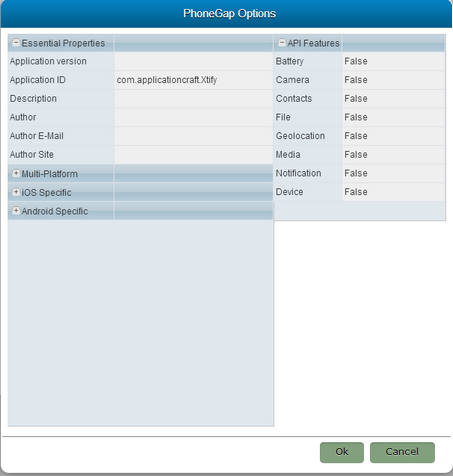 PhoneGap Options
Essential Properties
Application version
Application ID com.applicationcraft.Xtify
Description
Author
Author E-Mail
Author Site
Multi-Platform
iOS Specific
Android Specific
API Features
Battery False
Camera False
Contacts False
File False
Geolocation False
Media False
Notification False
Device False
Ok Cancel